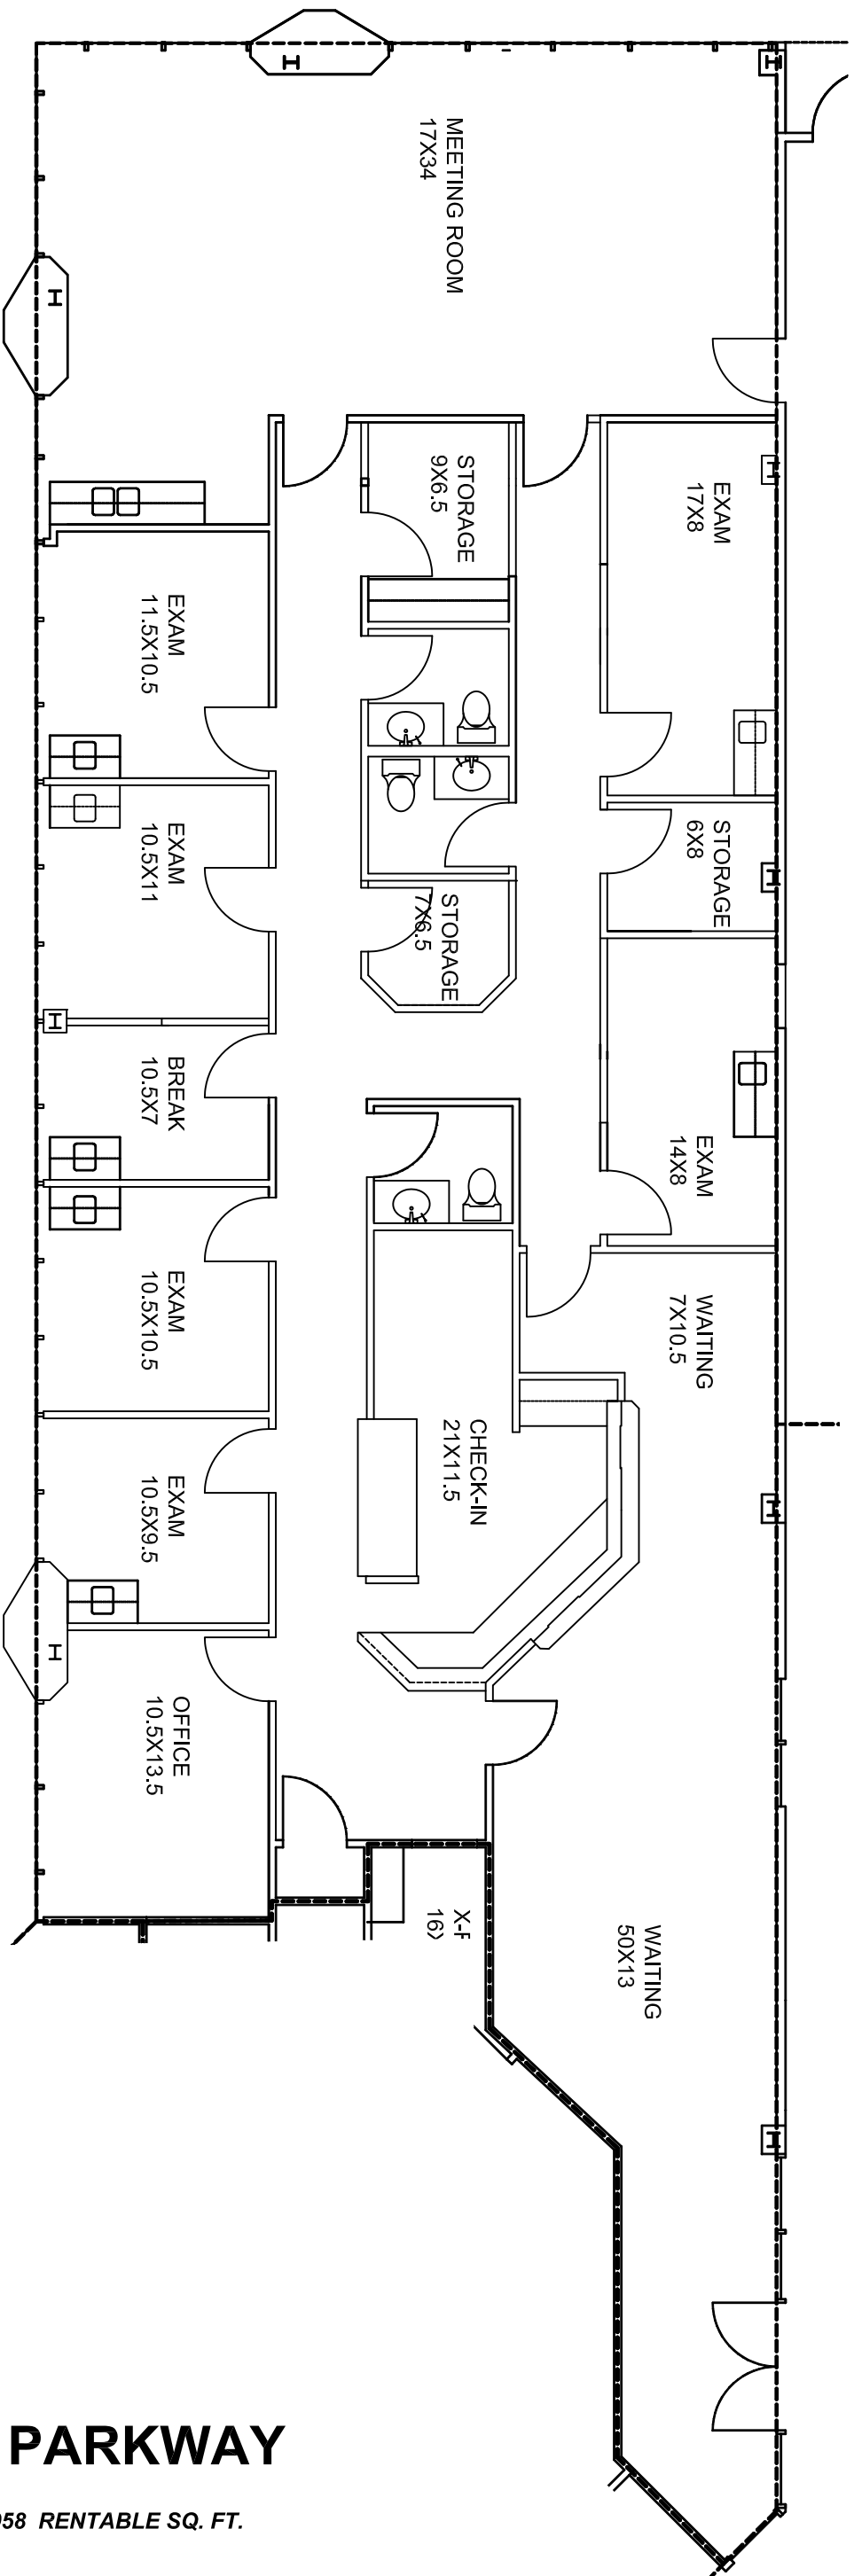 MEETING ROOM
17X34
STORAGE
9X6.5
EXAM
17X8
EXAM
11.5X10.5
EXAM
10.5X11
STORAGE
7X6.5
STORAGE
6X8
BREAK
10.5X7
EXAM
14X8
EXAM
10.5X10.5
WAITING
7X10.5
CHECK-IN
21X11.5
EXAM
10.5X9.5
OFFICE
10.5X13.5
WAITING
50X13
PARKWAY
RENTABLE SQ. FT.